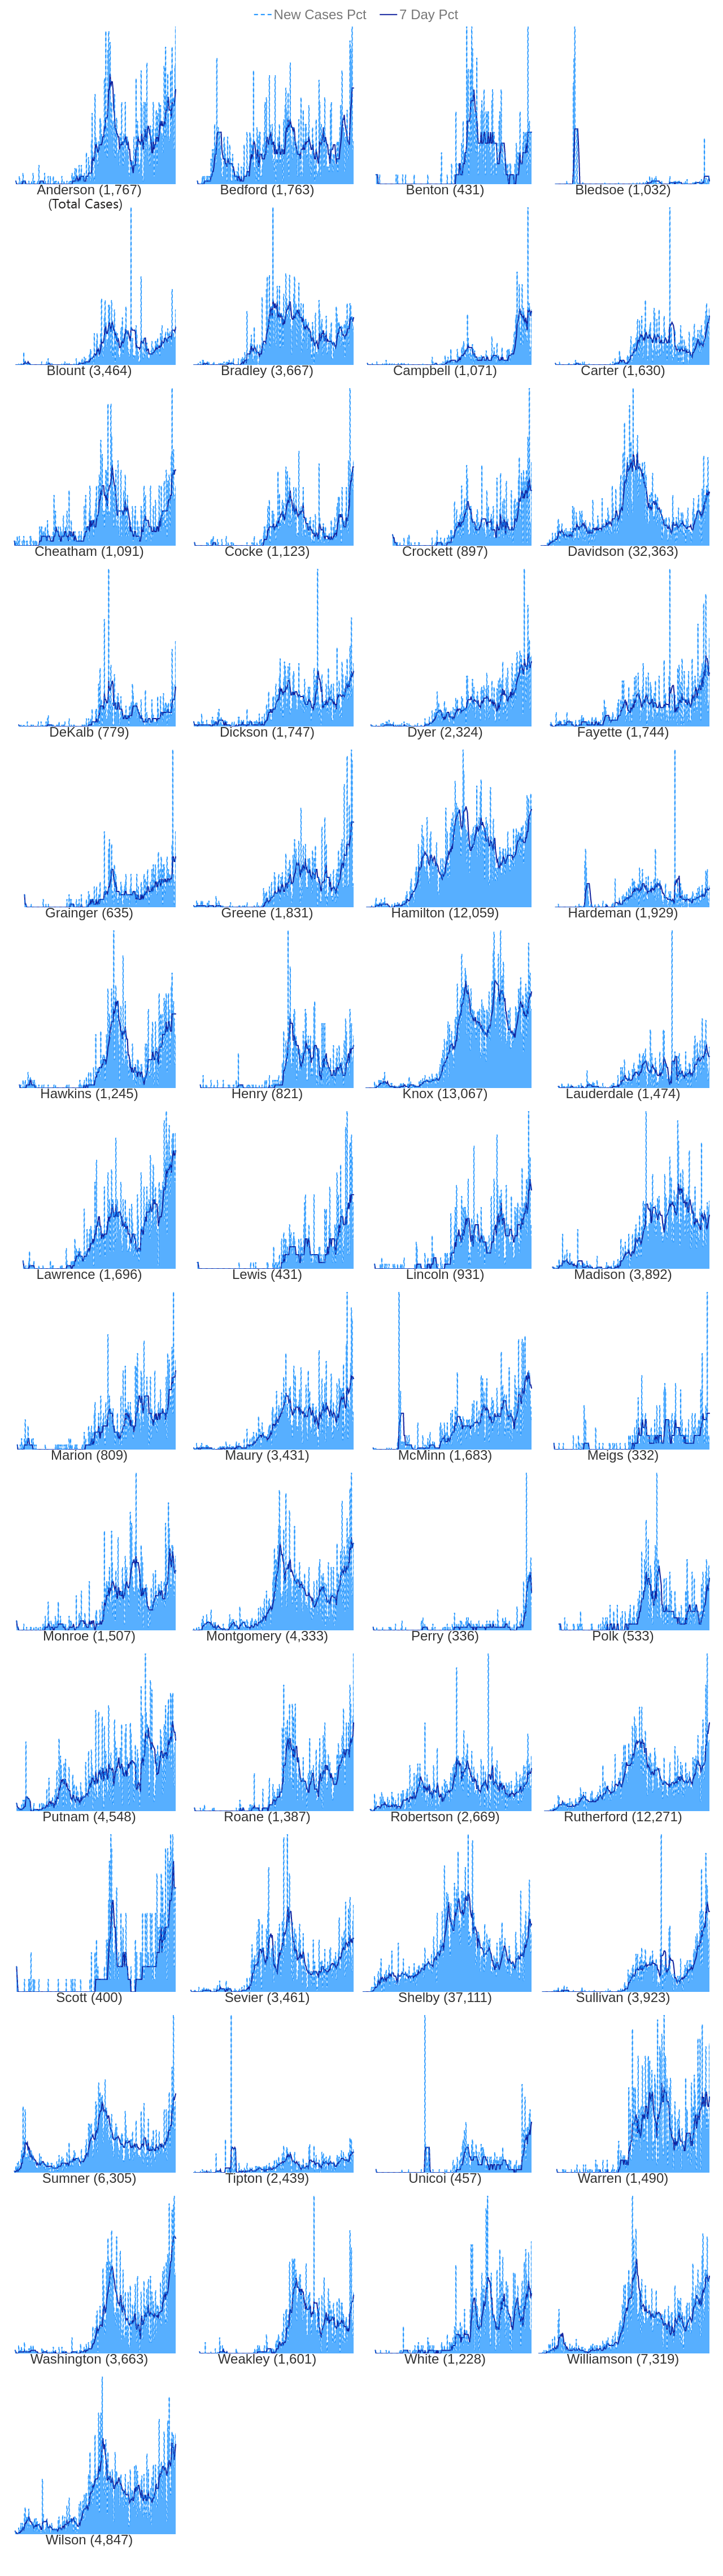 New Cases Pct 7 Day Pct
Anderson (1,767) Bedford (1,763) Benton (431) Bledsoe (1,032)
(Total Cases)
Blount (3,464) Bradley (3,667) Campbell (1,071) Carter (1,630)
Cheatham (1,091) Cocke (1,123) Crockett (897) Davidson (32,363)
DeKalb (779) Dickson (1,747) Dyer (2,324) Fayette (1,744)
Grainger (635) Greene (1,831) Hamilton (12,059) Hardeman (1,929)
Hawkins (1,245) Henry (821) Knox (13,067) Lauderdale (1,474)
Lawrence (1,696) Lewis (431) Lincoln (931) Madison (3,892)
Marion (809) Maury (3,431) McMinn (1,683) Meigs (332)
Monroe (1,507) Montgomery (4,333) Perry (336) Polk (533)
Putnam (4,548) Roane (1,387) Robertson (2,669) Rutherford (12,271)
Scott (400) Sevier (3,461) Shelby (37,111) Sullivan (3,923)
Sumner (6,305) Tipton (2,439) Unicoi (457) Warren (1,490)
Washington (3,663) Weakley (1,601) White (1,228) Williamson (7,319)
Wilson (4,847)